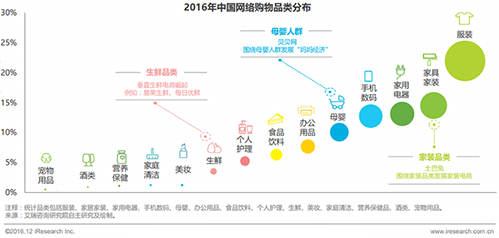 2016年中国网络购物品类分布
30%
25%
20%
15%
10%
5%
0%
宠物
用品
酒类
营养
保健
家庭
清洁
美妆
生鲜
个人
护理
食品
饮料
办公
用品
母婴
手机
数码
家用
电器
家具
家装
服装
生鲜品类
垂直生鲜电商崛起
例如：易果生鲜、每日优鲜
母婴人群
贝贝网
围绕母婴人群发展“妈妈经济”
家装品类
土巴兔
围绕家装品类发展家装电商
注释：统计品类包括服装、家居家装、家用电器、手机数码、母婴、办公用品、食品饮料、个人护理、生鲜、美妆、家庭清洁、营养保健品、酒类、宠物用品。
来源：艾瑞咨询研究院自主研究及绘制。
©2016.12 iResearch Inc.
www.iresearch.com.cn